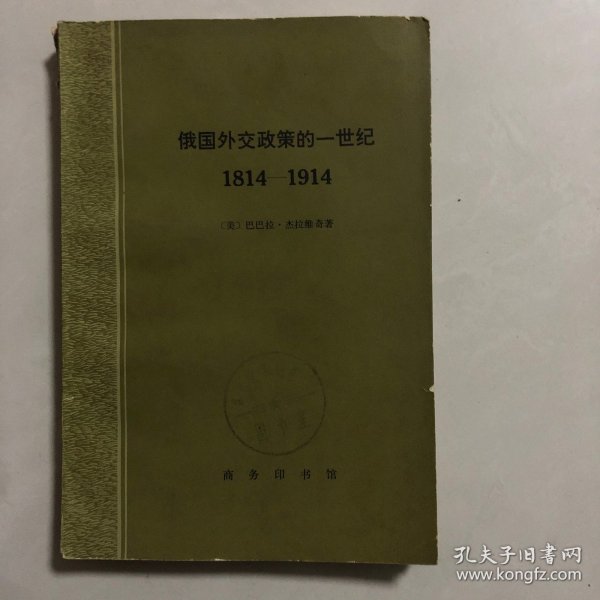 俄国外交政策的一世纪
1814—1914
〔美〕巴巴拉·杰拉维奇著
商务印书馆
孔夫子旧书网
www.kongfz.com